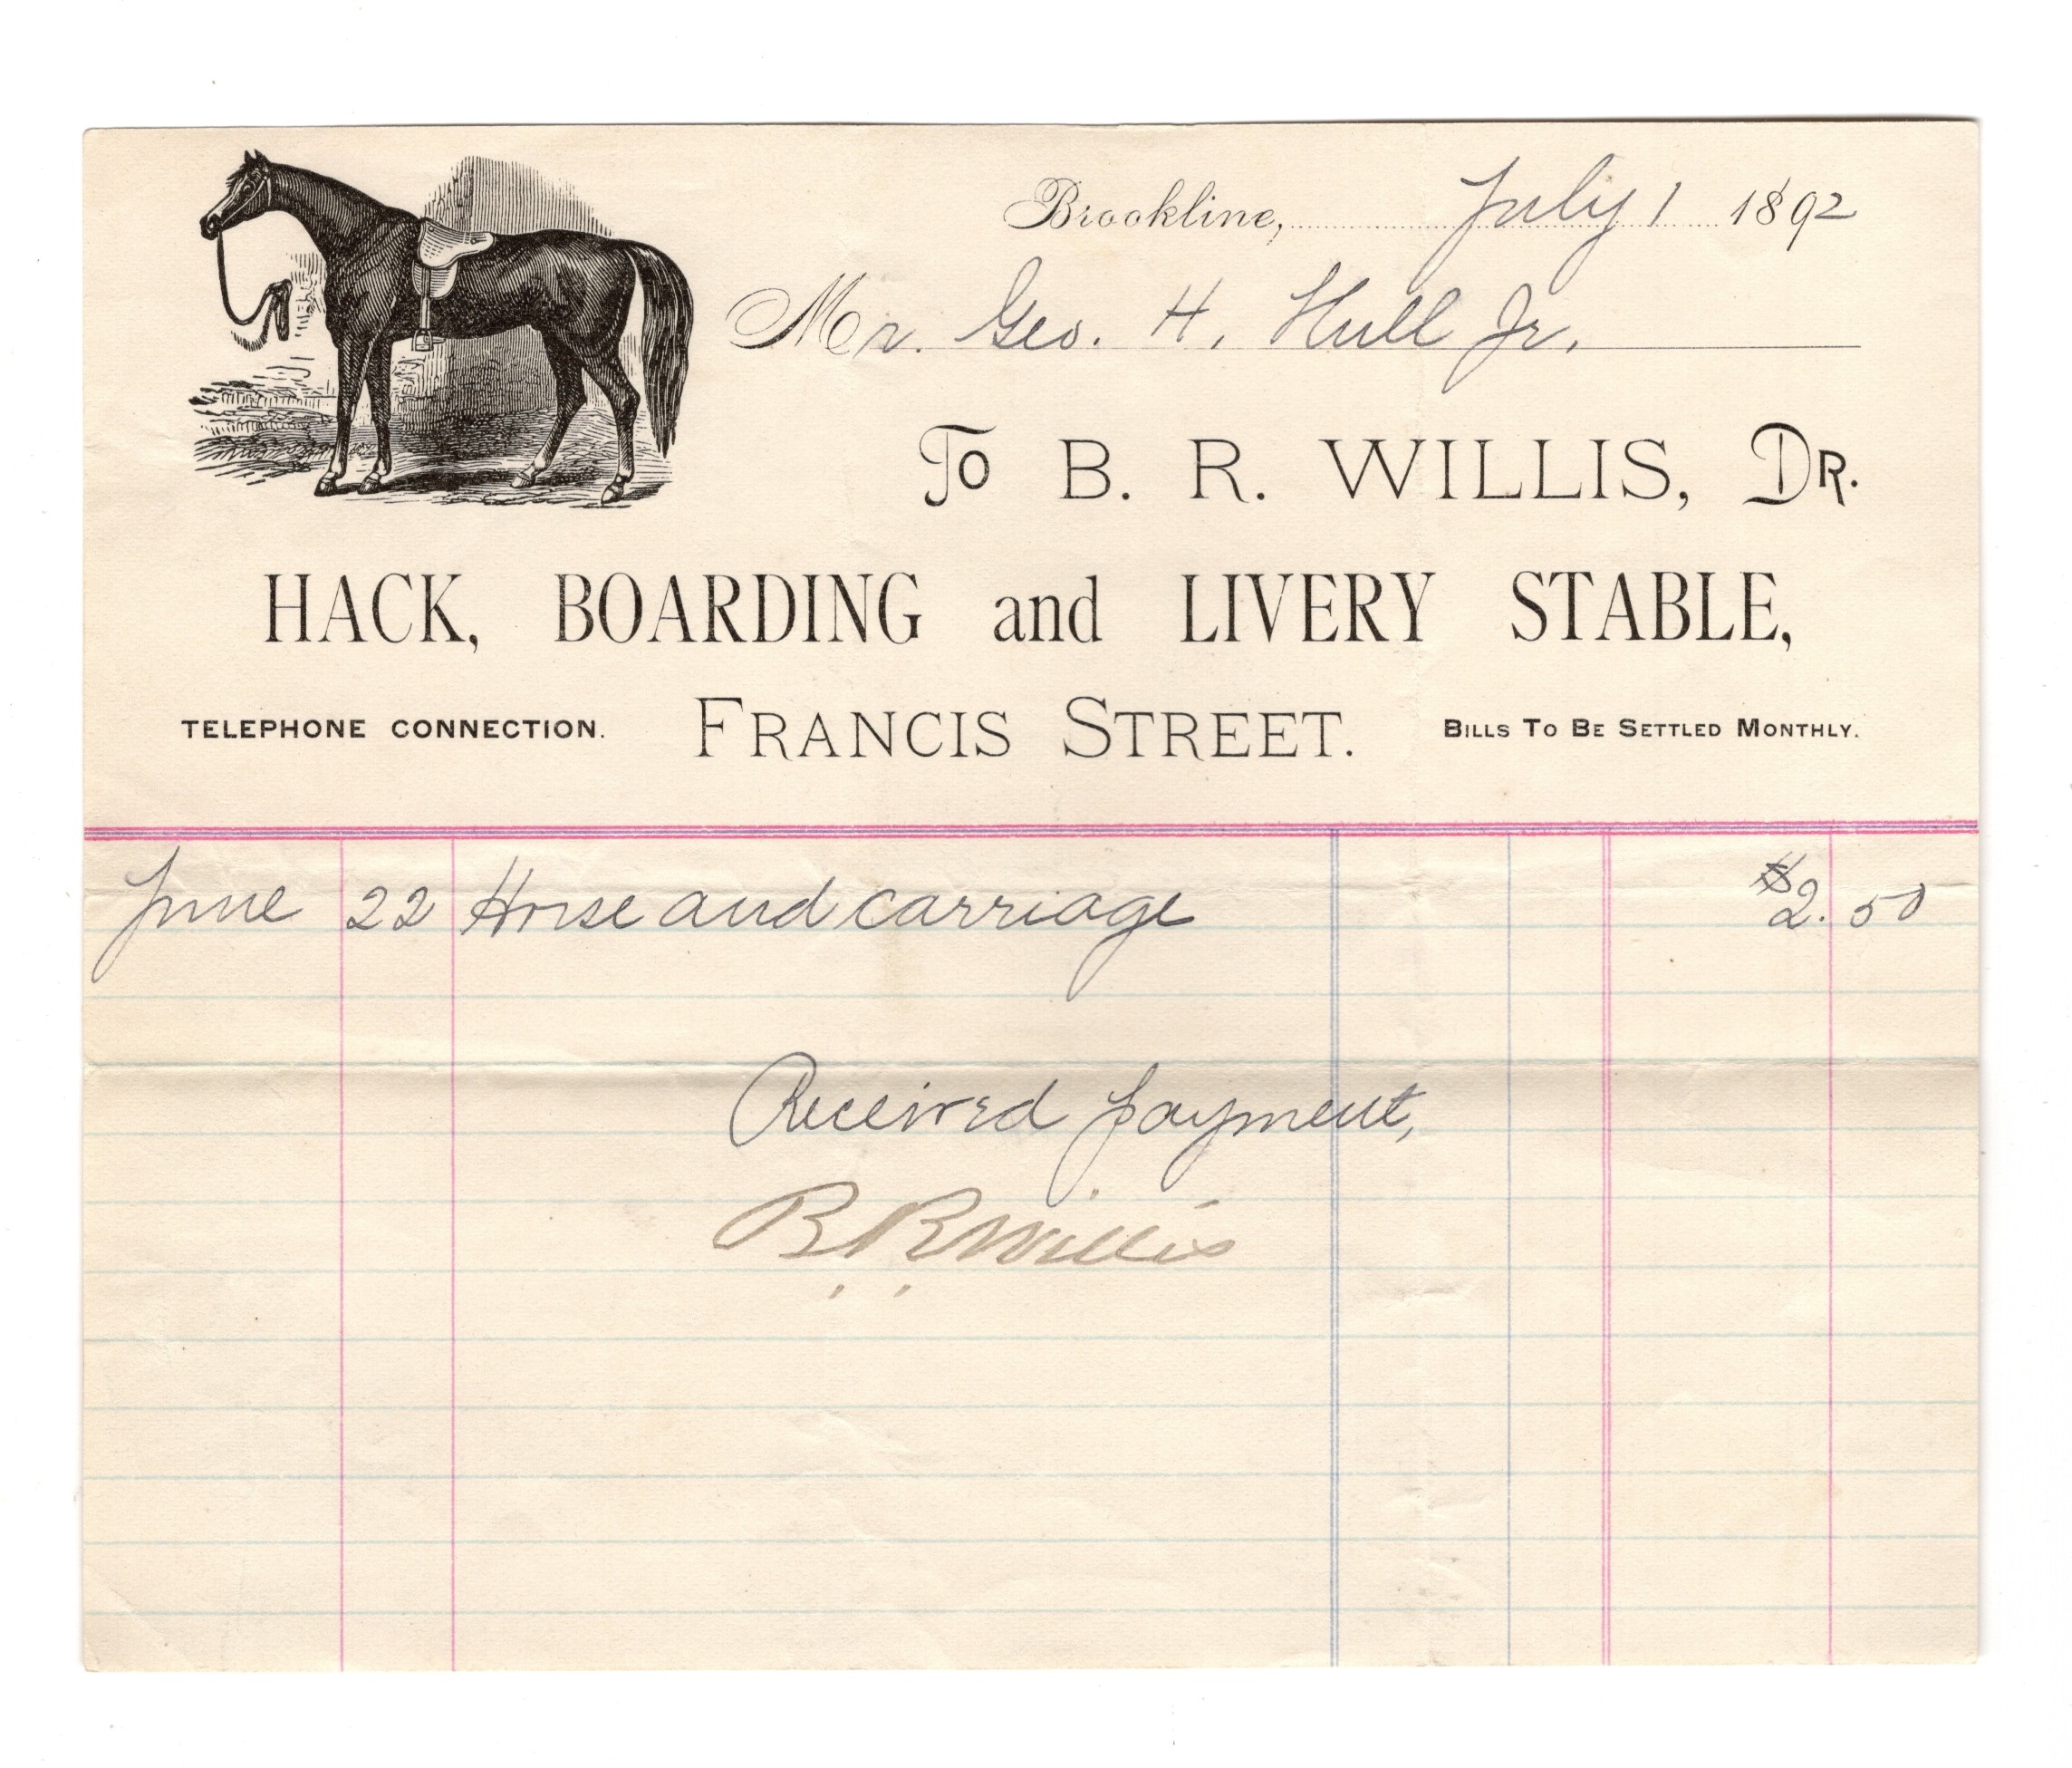 Brookline, July 1 1892
Mr. Geo. H. Hull Jr.
To B. R. WILLIS, DR.
HACK, BOARDING and LIVERY STABLE,
TELEPHONE CONNECTION. FRANCIS STREET. BILLS TO BE SETTLED MONTHLY.
June 22 Horse and carriage $2.50
Received payment,
B. R. Willis